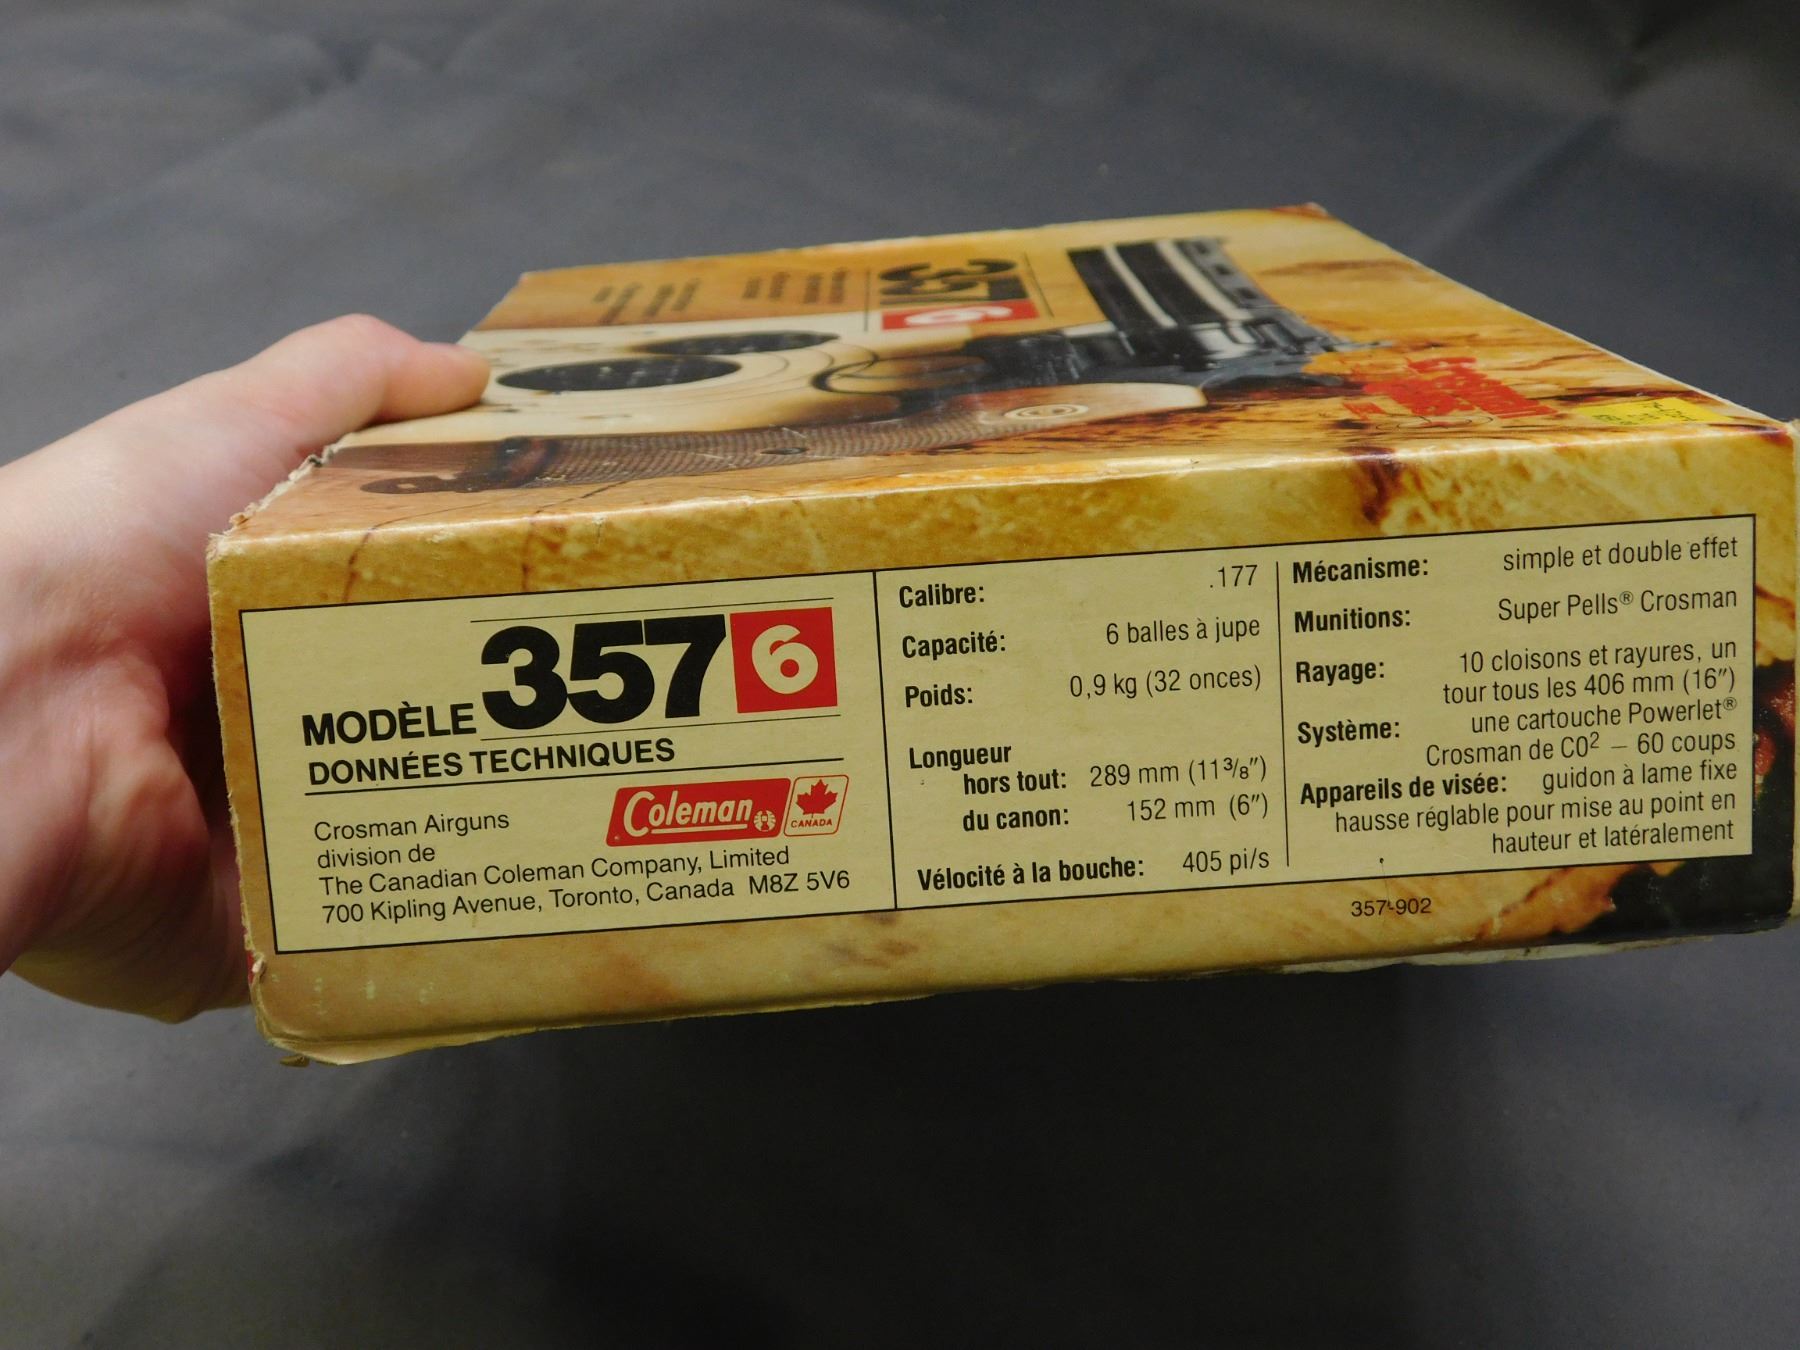 357 6
Crosman
MODÈLE 357 6
DONNÉES TECHNIQUES
Coleman
CANADA
Crosman Airguns
division de
The Canadian Coleman Company, Limited
700 Kipling Avenue, Toronto, Canada M8Z 5V6
Calibre: .177
Capacité: 6 balles à jupe
Poids: 0,9 kg (32 onces)
Longueur
hors tout: 289 mm (11 3/8″)
du canon: 152 mm (6″)
Vélocité à la bouche: 405 pi/s
Mécanisme: simple et double effet
Munitions: Super Pells® Crosman
Rayage: 10 cloisons et rayures, un
tour tous les 406 mm (16″)
Système: une cartouche Powerlet®
Crosman de CO² — 60 coups
Appareils de visée: guidon à lame fixe
hausse réglable pour mise au point en
hauteur et latéralement
357-902